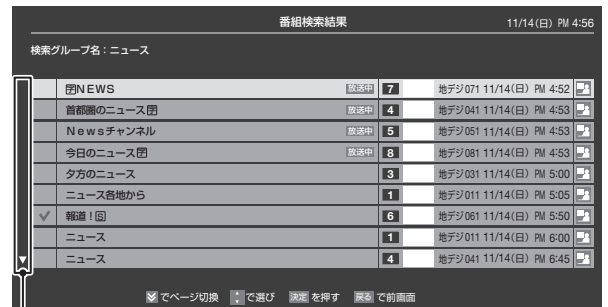 番組検索結果 11/14(日) PM 4:56
検索グループ名：ニュース
字NEWS 放送中 7 地デジ071 11/14(日) PM 4:52
首都圏のニュース字 放送中 4 地デジ041 11/14(日) PM 4:53
Newsチャンネル 放送中 5 地デジ051 11/14(日) PM 4:53
今日のニュース字 放送中 8 地デジ081 11/14(日) PM 4:53
夕方のニュース 3 地デジ031 11/14(日) PM 5:00
ニュース各地から 1 地デジ011 11/14(日) PM 5:05
報道！S 6 地デジ061 11/14(日) PM 5:50
ニュース 1 地デジ011 11/14(日) PM 6:00
ニュース 4 地デジ041 11/14(日) PM 6:45
でページ切換 で選び 決定 を押す 戻る で前画面